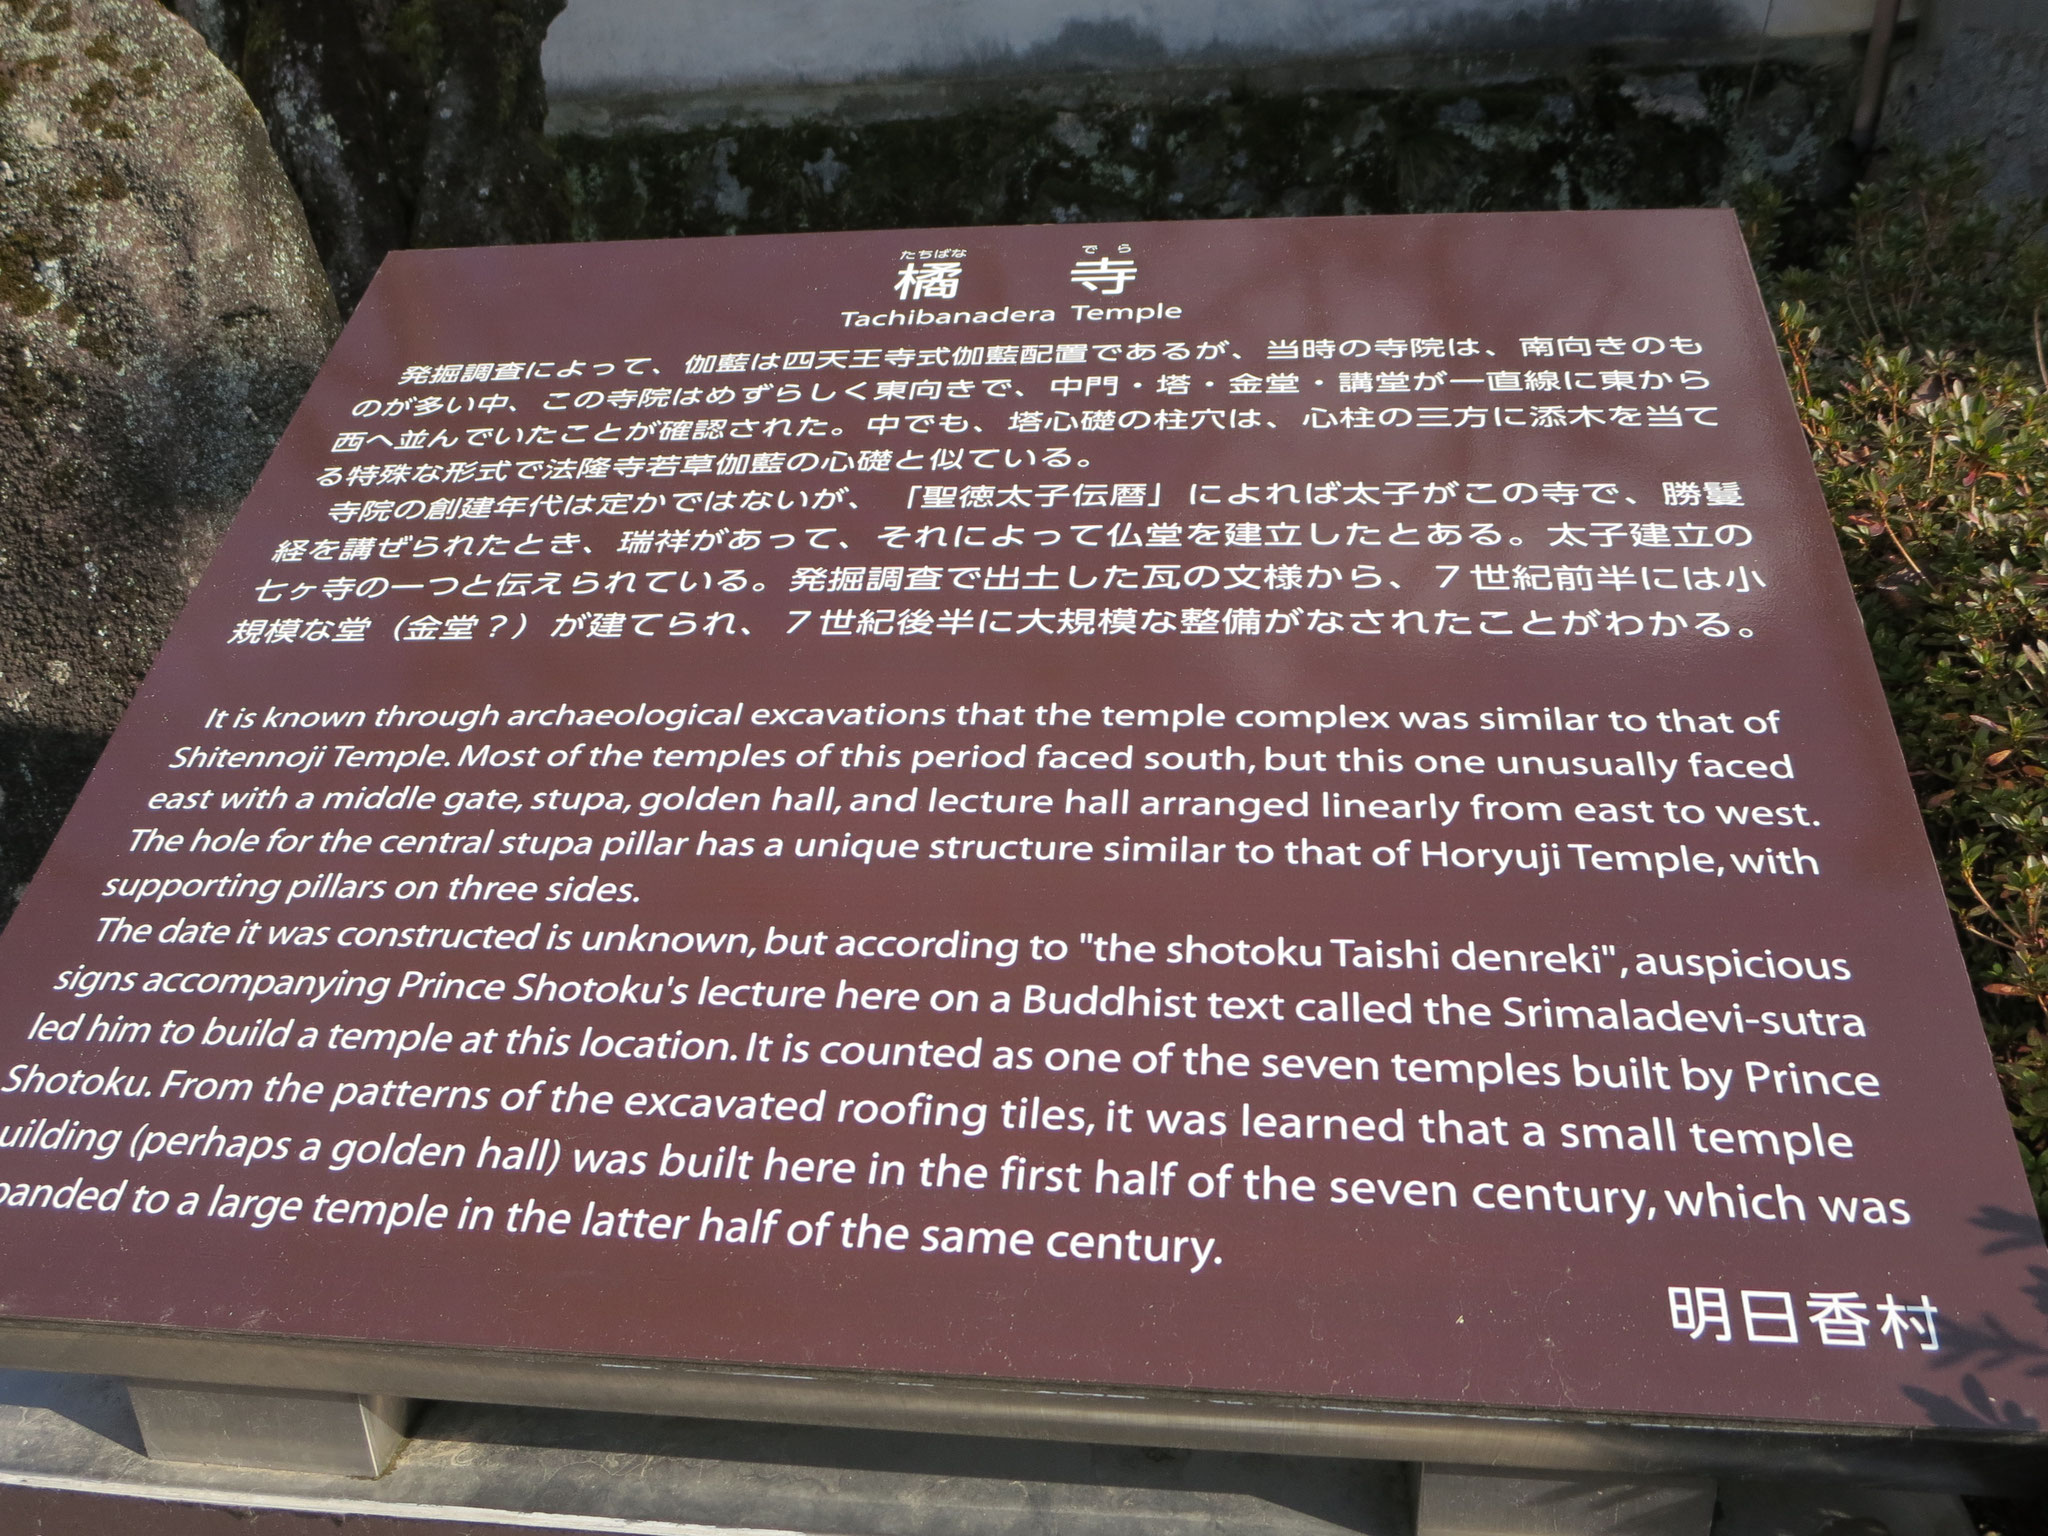 たちばな でら
橘 寺
Tachibanadera Temple
発掘調査によって、伽藍は四天王寺式伽藍配置であるが、当時の寺院は、南向きのも
のが多い中、この寺院はめずらしく東向きで、中門・塔・金堂・講堂が一直線に東から
西へ並んでいたことが確認された。中でも、塔心礎の柱穴は、心柱の三方に添木を当て
る特殊な形式で法隆寺若草伽藍の心礎と似ている。
寺院の創建年代は定かではないが、「聖徳太子伝暦」によれば太子がこの寺で、勝鬘
経を講ぜられたとき、瑞祥があって、それによって仏堂を建立したとある。太子建立の
七ヶ寺の一つと伝えられている。発掘調査で出土した瓦の文様から、７世紀前半には小
規模な堂（金堂？）が建てられ、７世紀後半に大規模な整備がなされたことがわかる。
It is known through archaeological excavations that the temple complex was similar to that of
Shitennoji Temple. Most of the temples of this period faced south, but this one unusually faced
east with a middle gate, stupa, golden hall, and lecture hall arranged linearly from east to west.
The hole for the central stupa pillar has a unique structure similar to that of Horyuji Temple, with
supporting pillars on three sides.
The date it was constructed is unknown, but according to "the shotoku Taishi denreki", auspicious
signs accompanying Prince Shotoku's lecture here on a Buddhist text called the Srimaladevi-sutra
led him to build a temple at this location. It is counted as one of the seven temples built by Prince
Shotoku. From the patterns of the excavated roofing tiles, it was learned that a small temple
uilding (perhaps a golden hall) was built here in the first half of the seven century, which was
panded to a large temple in the latter half of the same century.
明日香村